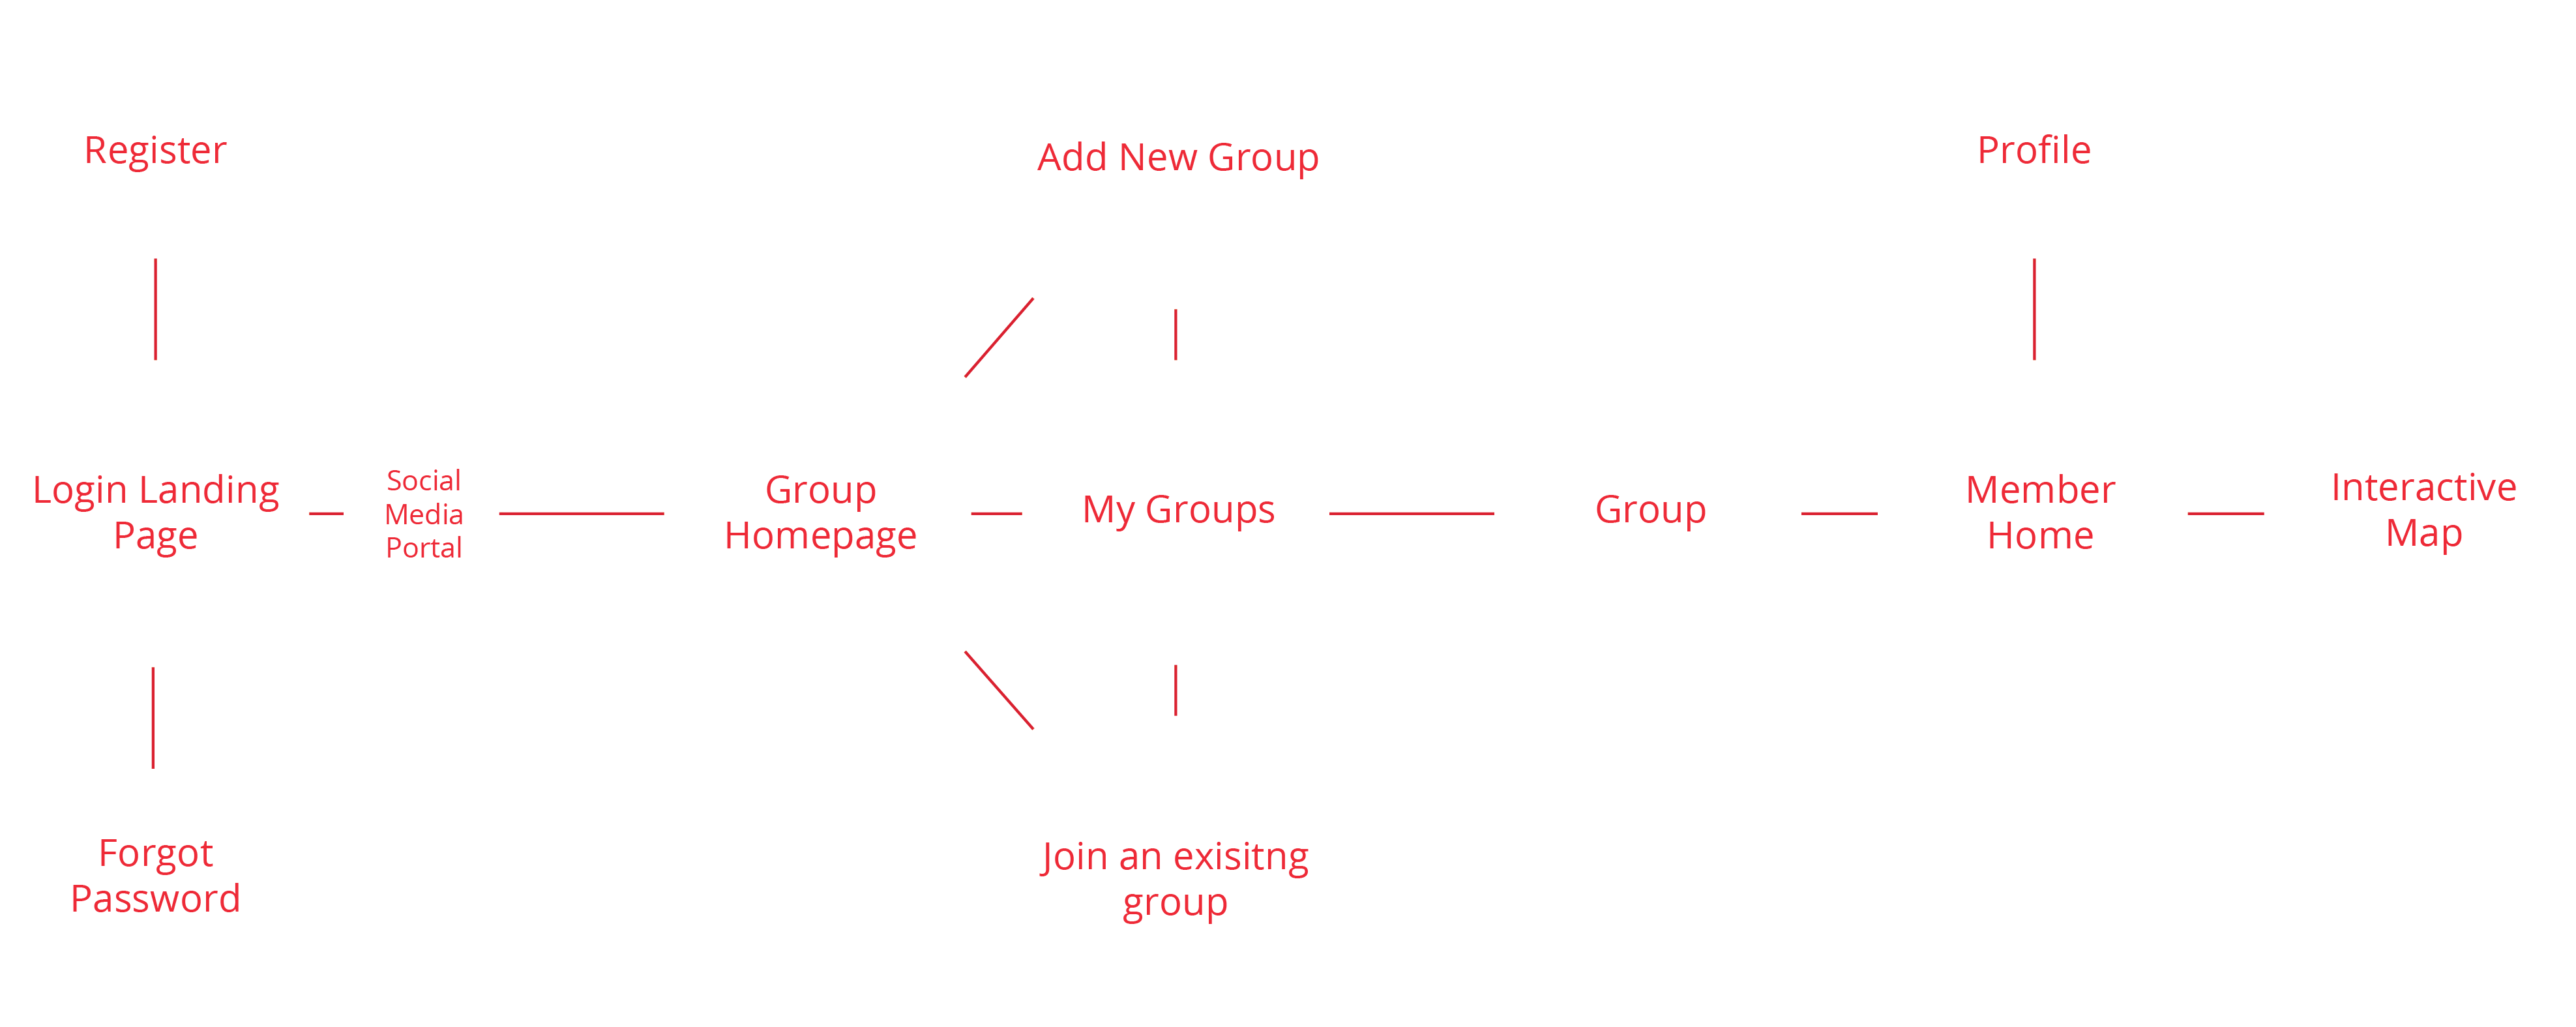 Register
Add New Group
Profile
Login Landing
Page
Social
Media
Portal
Group
Homepage
My Groups
Group
Member
Home
Interactive
Map
Forgot
Password
Join an exisitng
group